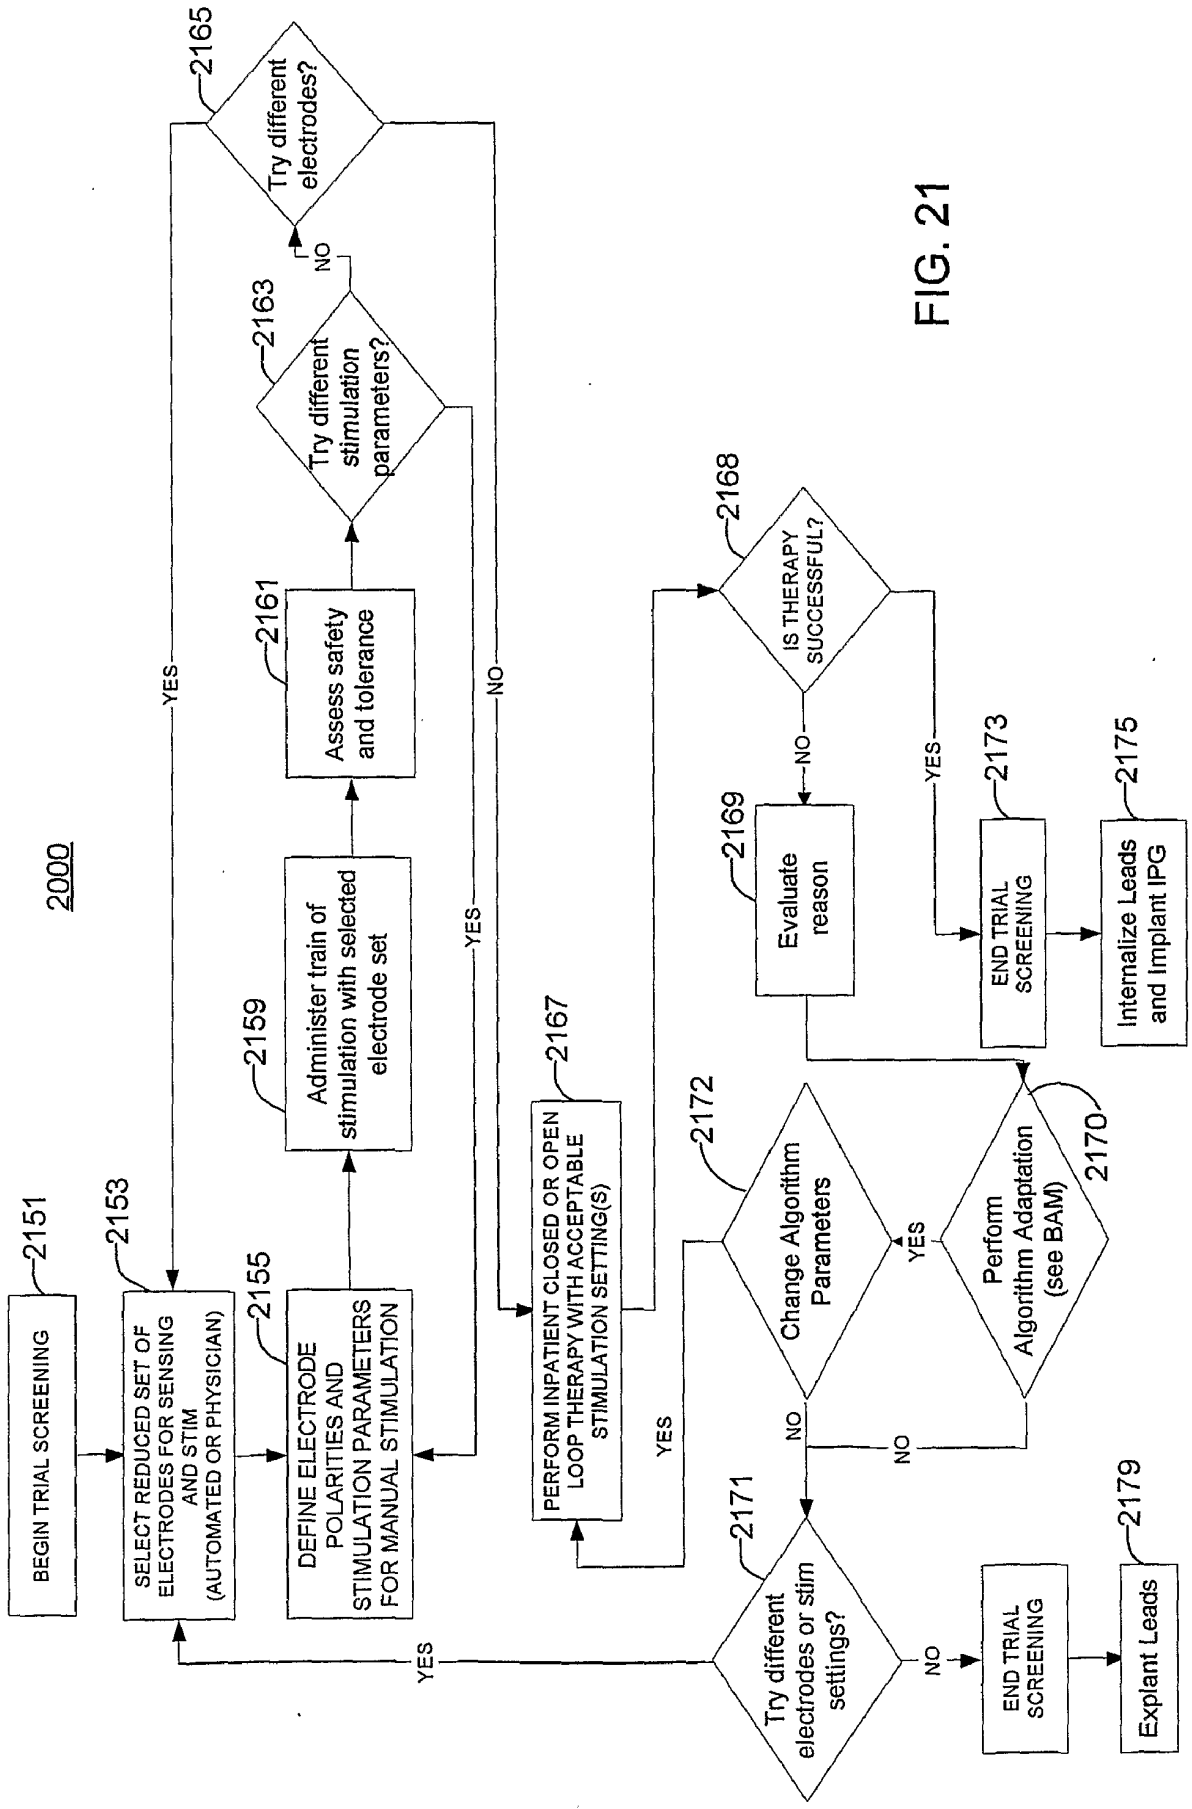 2000
BEGIN TRIAL SCREENING
2151
SELECT REDUCED SET OF
ELECTRODES FOR SENSING
AND STIM
(AUTOMATED OR PHYSICIAN)
2153
YES
DEFINE ELECTRODE
POLARITIES AND
STIMULATION PARAMETERS
FOR MANUAL STIMULATION
2155
Administer train of
stimulation with selected
electrode set
2159
Assess safety
and tolerance
2161
Try different
stimulation
parameters?
2163
NO
Try different
electrodes?
2165
YES
NO
PERFORM INPATIENT CLOSED OR OPEN
LOOP THERAPY WITH ACCEPTABLE
STIMULATION SETTING(S)
2167
IS THERAPY
SUCCESSFUL?
2168
NO
YES
Evaluate
reason
2169
END TRIAL
SCREENING
2173
Internalize Leads
and Implant IPG
2175
Perform
Algorithm Adaptation
(see BAM)
2170
YES
NO
Change Algorithm
Parameters
2172
YES
NO
Try different
electrodes or stim
settings?
2171
YES
NO
END TRIAL
SCREENING
Explant Leads
2179
FIG. 21